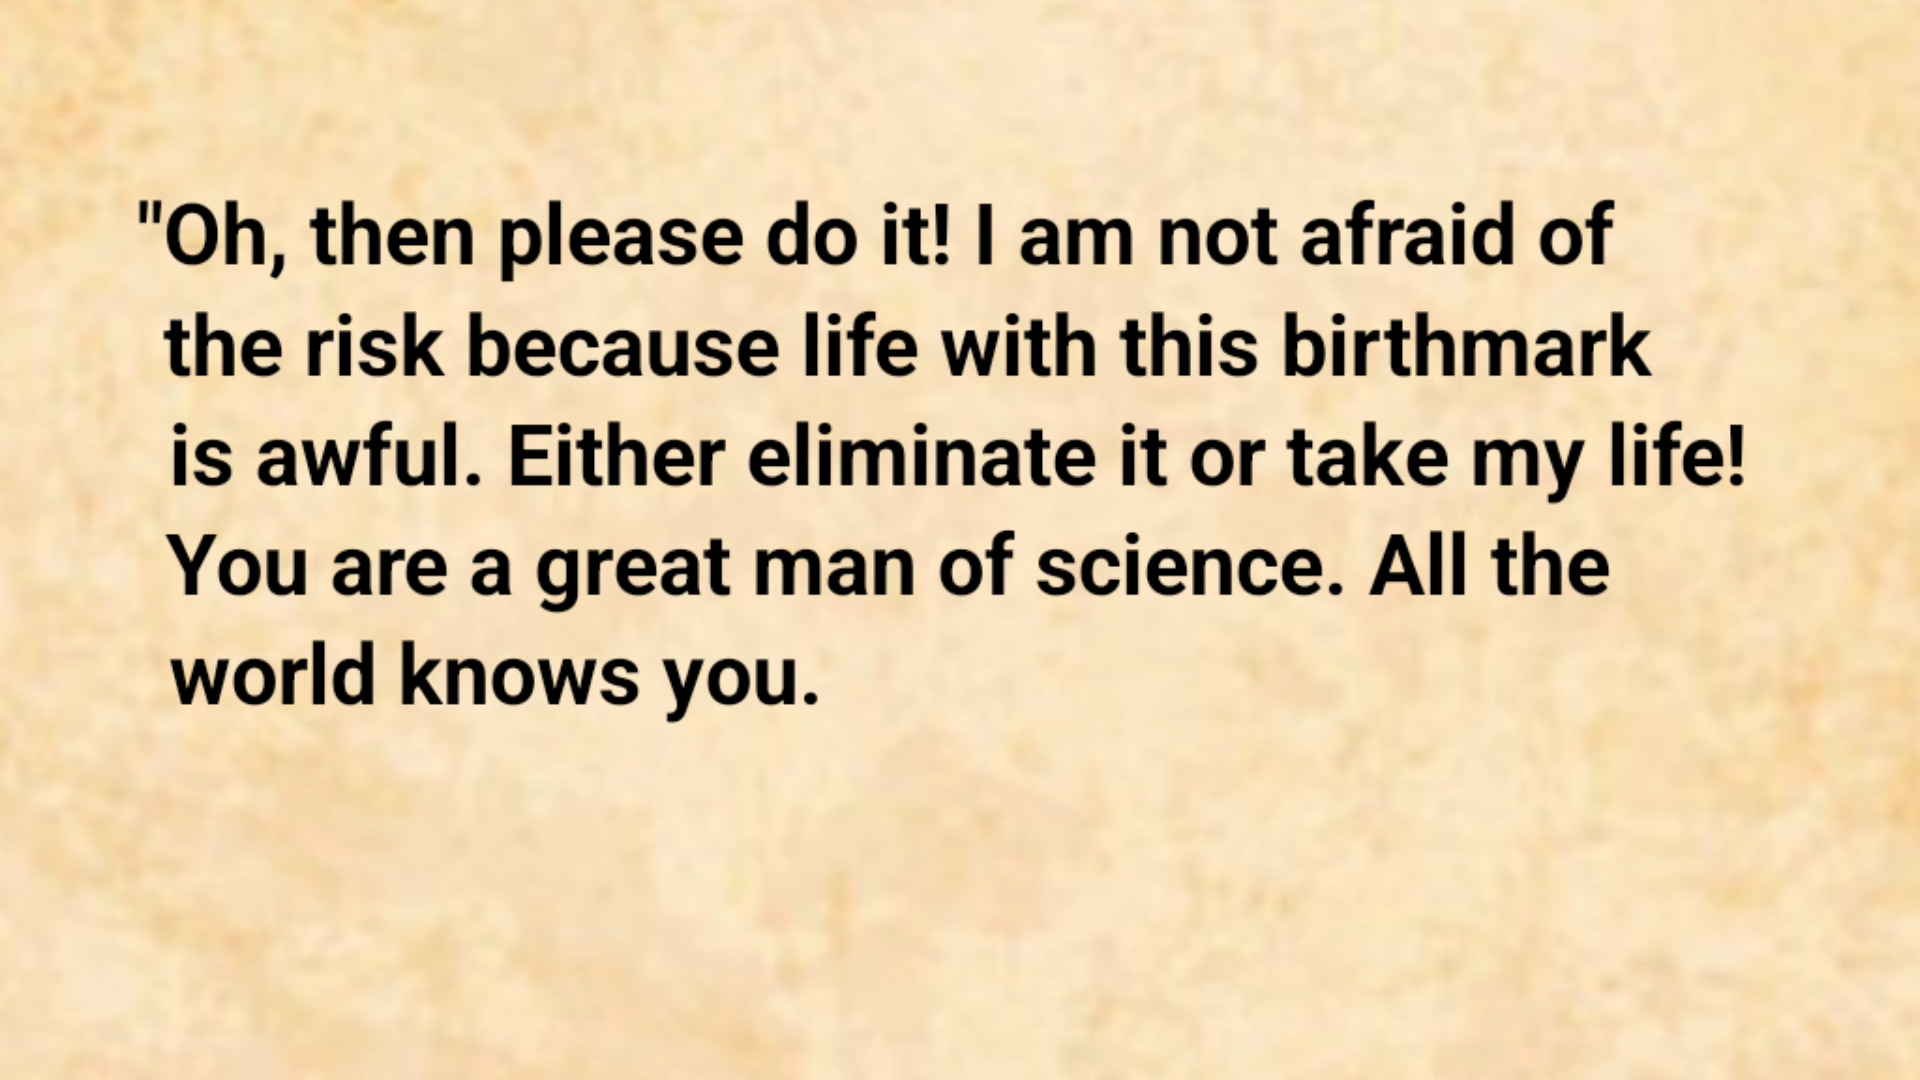 "Oh, then please do it! I am not afraid of
the risk because life with this birthmark
is awful. Either eliminate it or take my life!
You are a great man of science. All the
world knows you.